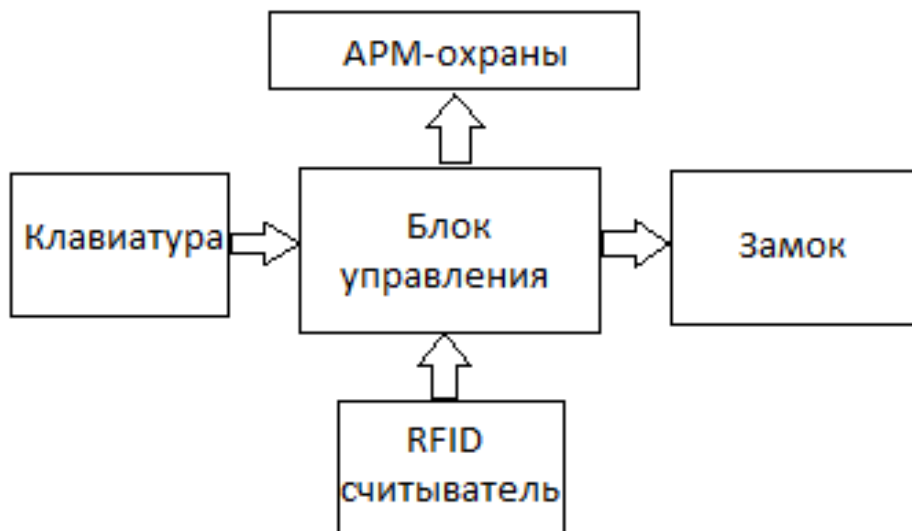 АРМ-охраны
Клавиатура
Блок
управления
Замок
RFID
считыватель